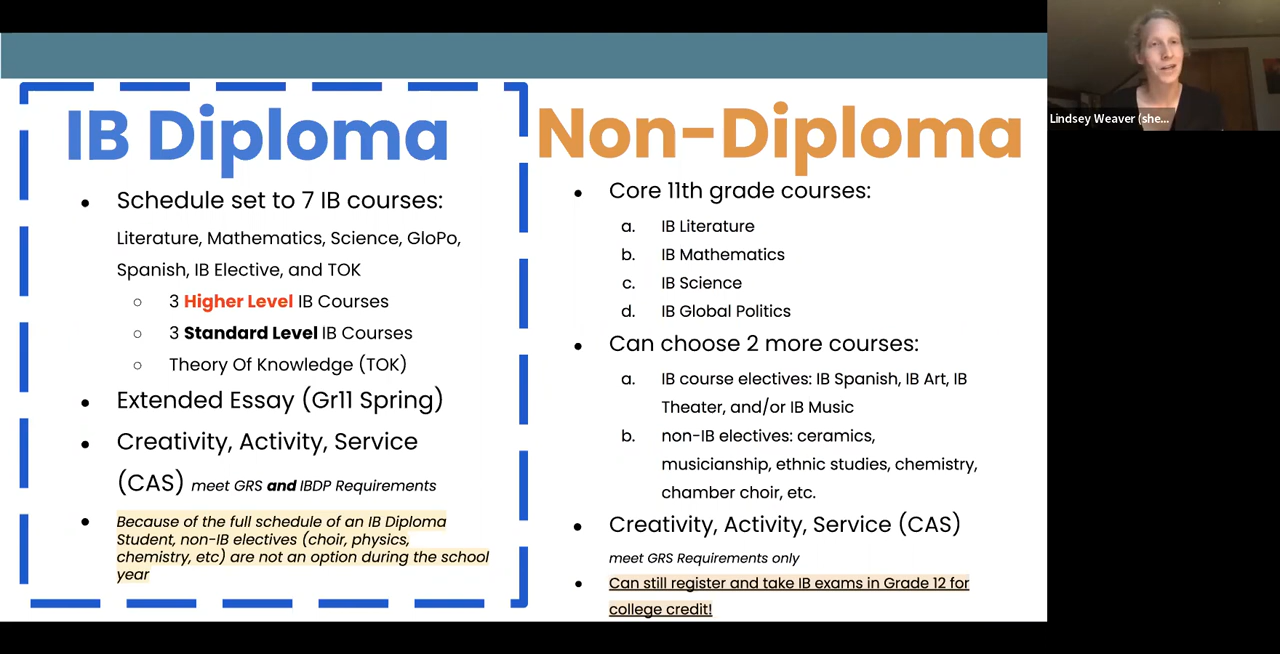 IB Diploma
• Schedule set to 7 IB courses:
Literature, Mathematics, Science, GloPo,
Spanish, IB Elective, and TOK
○ 3 Higher Level IB Courses
○ 3 Standard Level IB Courses
○ Theory Of Knowledge (TOK)
• Extended Essay (Gr11 Spring)
• Creativity, Activity, Service
(CAS) meet GRS and IBDP Requirements
• Because of the full schedule of an IB Diploma
Student, non-IB electives (choir, physics,
chemistry, etc) are not an option during the school
year
Non-Diploma
• Core 11th grade courses:
a. IB Literature
b. IB Mathematics
c. IB Science
d. IB Global Politics
• Can choose 2 more courses:
a. IB course electives: IB Spanish, IB Art, IB
Theater, and/or IB Music
b. non-IB electives: ceramics,
musicianship, ethnic studies, chemistry,
chamber choir, etc.
• Creativity, Activity, Service (CAS)
meet GRS Requirements only
• Can still register and take IB exams in Grade 12 for
college credit!
Lindsey Weaver (she...